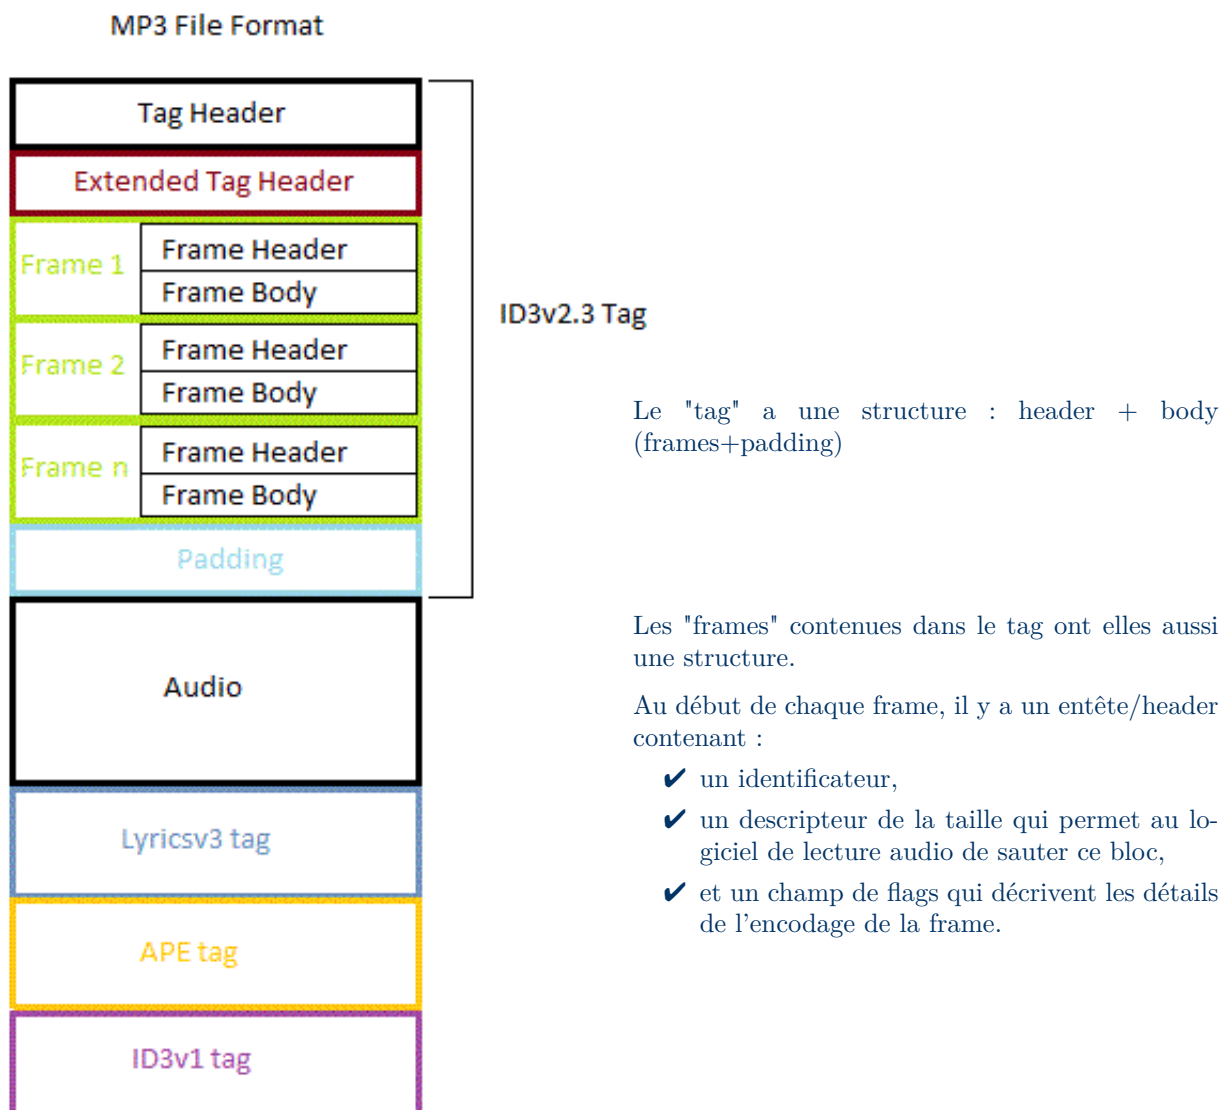 MP3 File Format
Tag Header
Extended Tag Header
Frame 1
Frame Header
Frame Body
Frame 2
Frame Header
Frame Body
Frame n
Frame Header
Frame Body
Padding
ID3v2.3 Tag
Audio
Lyricsv3 tag
APE tag
ID3v1 tag
Le "tag" a une structure : header + body
(frames+padding)
Les "frames" contenues dans le tag ont elles aussi
une structure.
Au début de chaque frame, il y a un entête/header
contenant :
✔ un identificateur,
✔ un descripteur de la taille qui permet au lo-
giciel de lecture audio de sauter ce bloc,
✔ et un champ de flags qui décrivent les détails
de l'encodage de la frame.